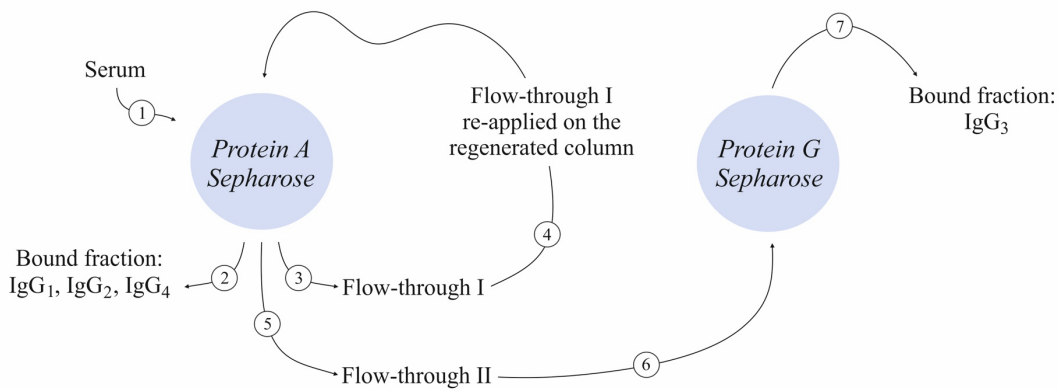 Serum
1
Protein A
Sepharose
Flow-through I
re-applied on the
regenerated column
Protein G
Sepharose
7
Bound fraction:
IgG₃
Bound fraction:
IgG₁, IgG₂, IgG₄
2
3
Flow-through I
4
5
Flow-through II
6